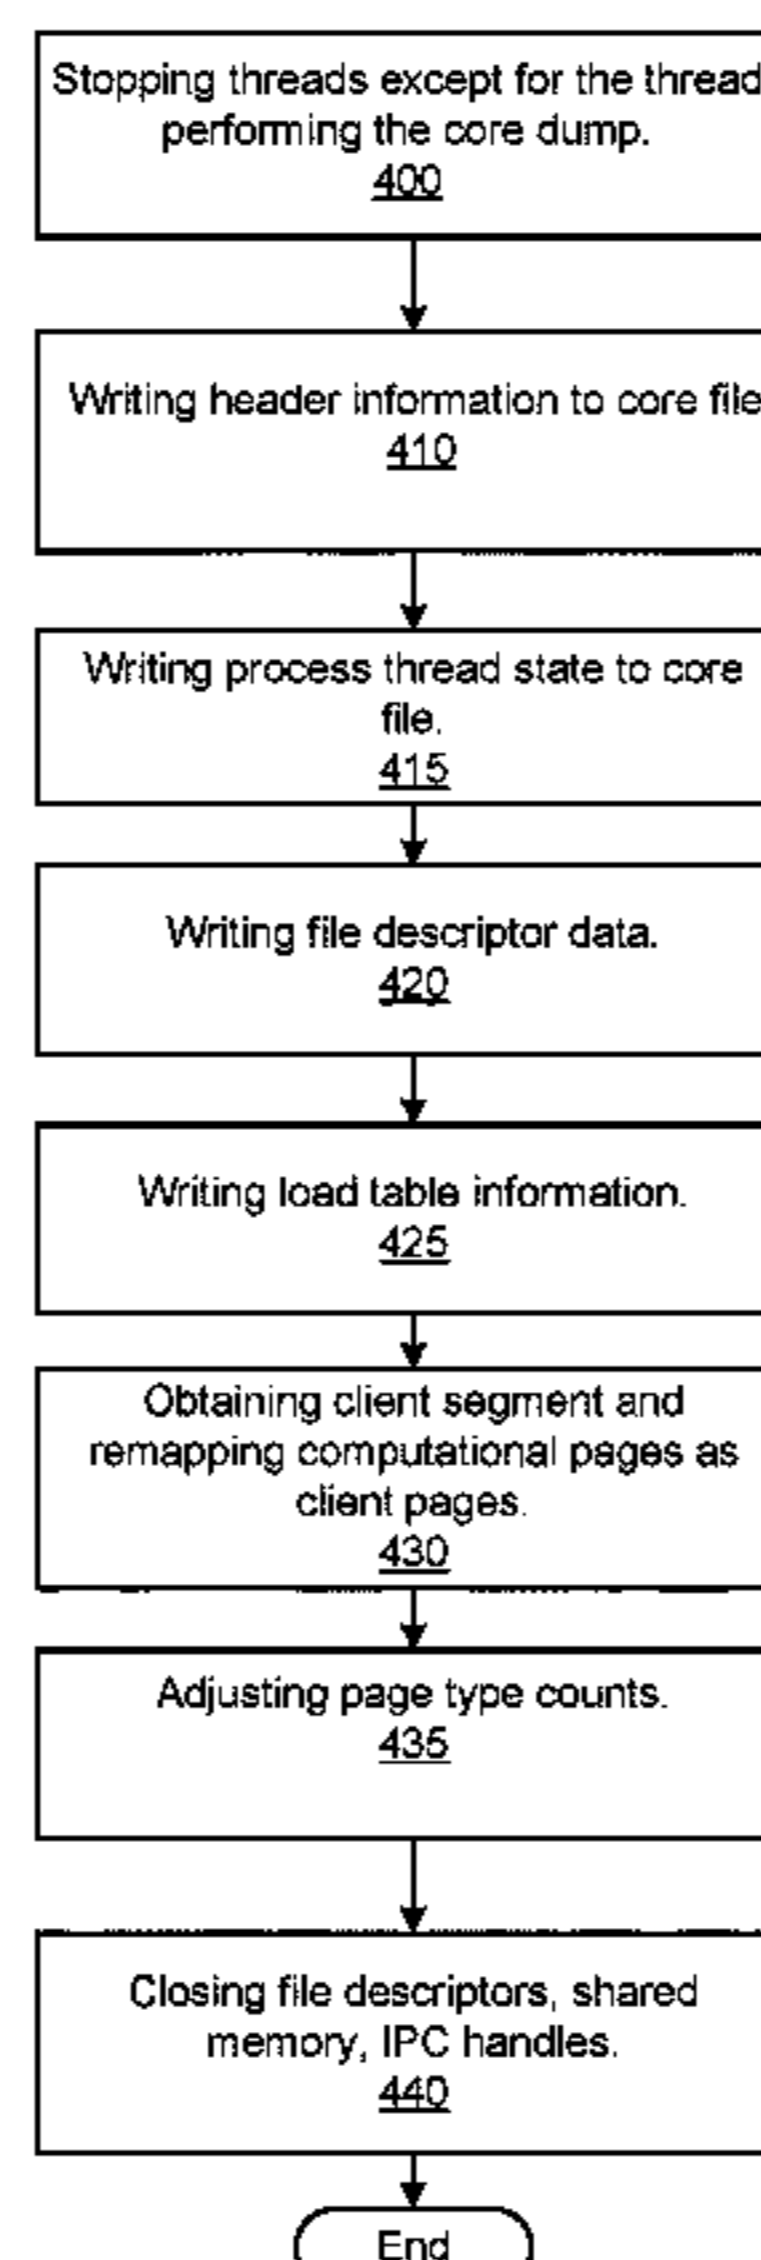 Stopping threads except for the thread
performing the core dump.
400
Writing header information to core file
410
Writing process thread state to core
file.
415
Writing file descriptor data.
420
Writing load table information.
425
Obtaining client segment and
remapping computational pages as
client pages.
430
Adjusting page type counts.
435
Closing file descriptors, shared
memory, IPC handles.
440
End